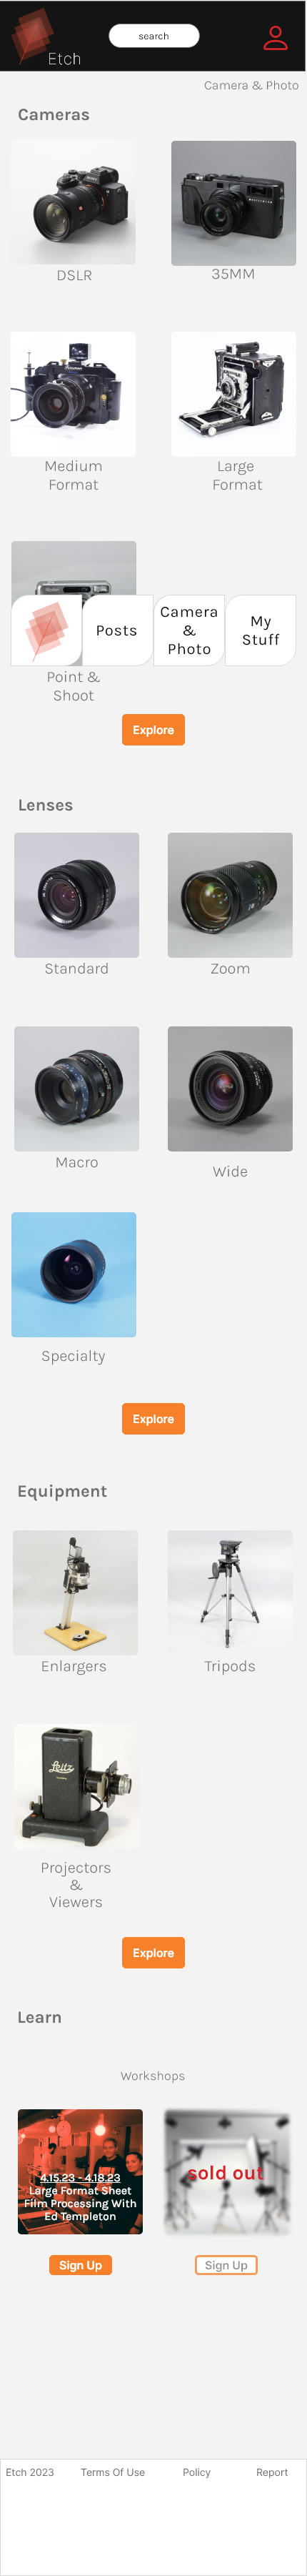 Etch
search
Camera & Photo
Cameras
DSLR
35MM
Medium
Format
Large
Format
Posts
Camera
&
Photo
My
Stuff
Point &
Shoot
Explore
Lenses
Standard
Zoom
Macro
Wide
Specialty
Explore
Equipment
Enlargers
Tripods
Leitz
Projectors
&
Viewers
Explore
Learn
Workshops
4.15.23 - 4.18.23
Large Format Sheet
Film Processing With
Ed Templeton
sold out
Sign Up
Sign Up
Etch 2023
Terms Of Use
Policy
Report